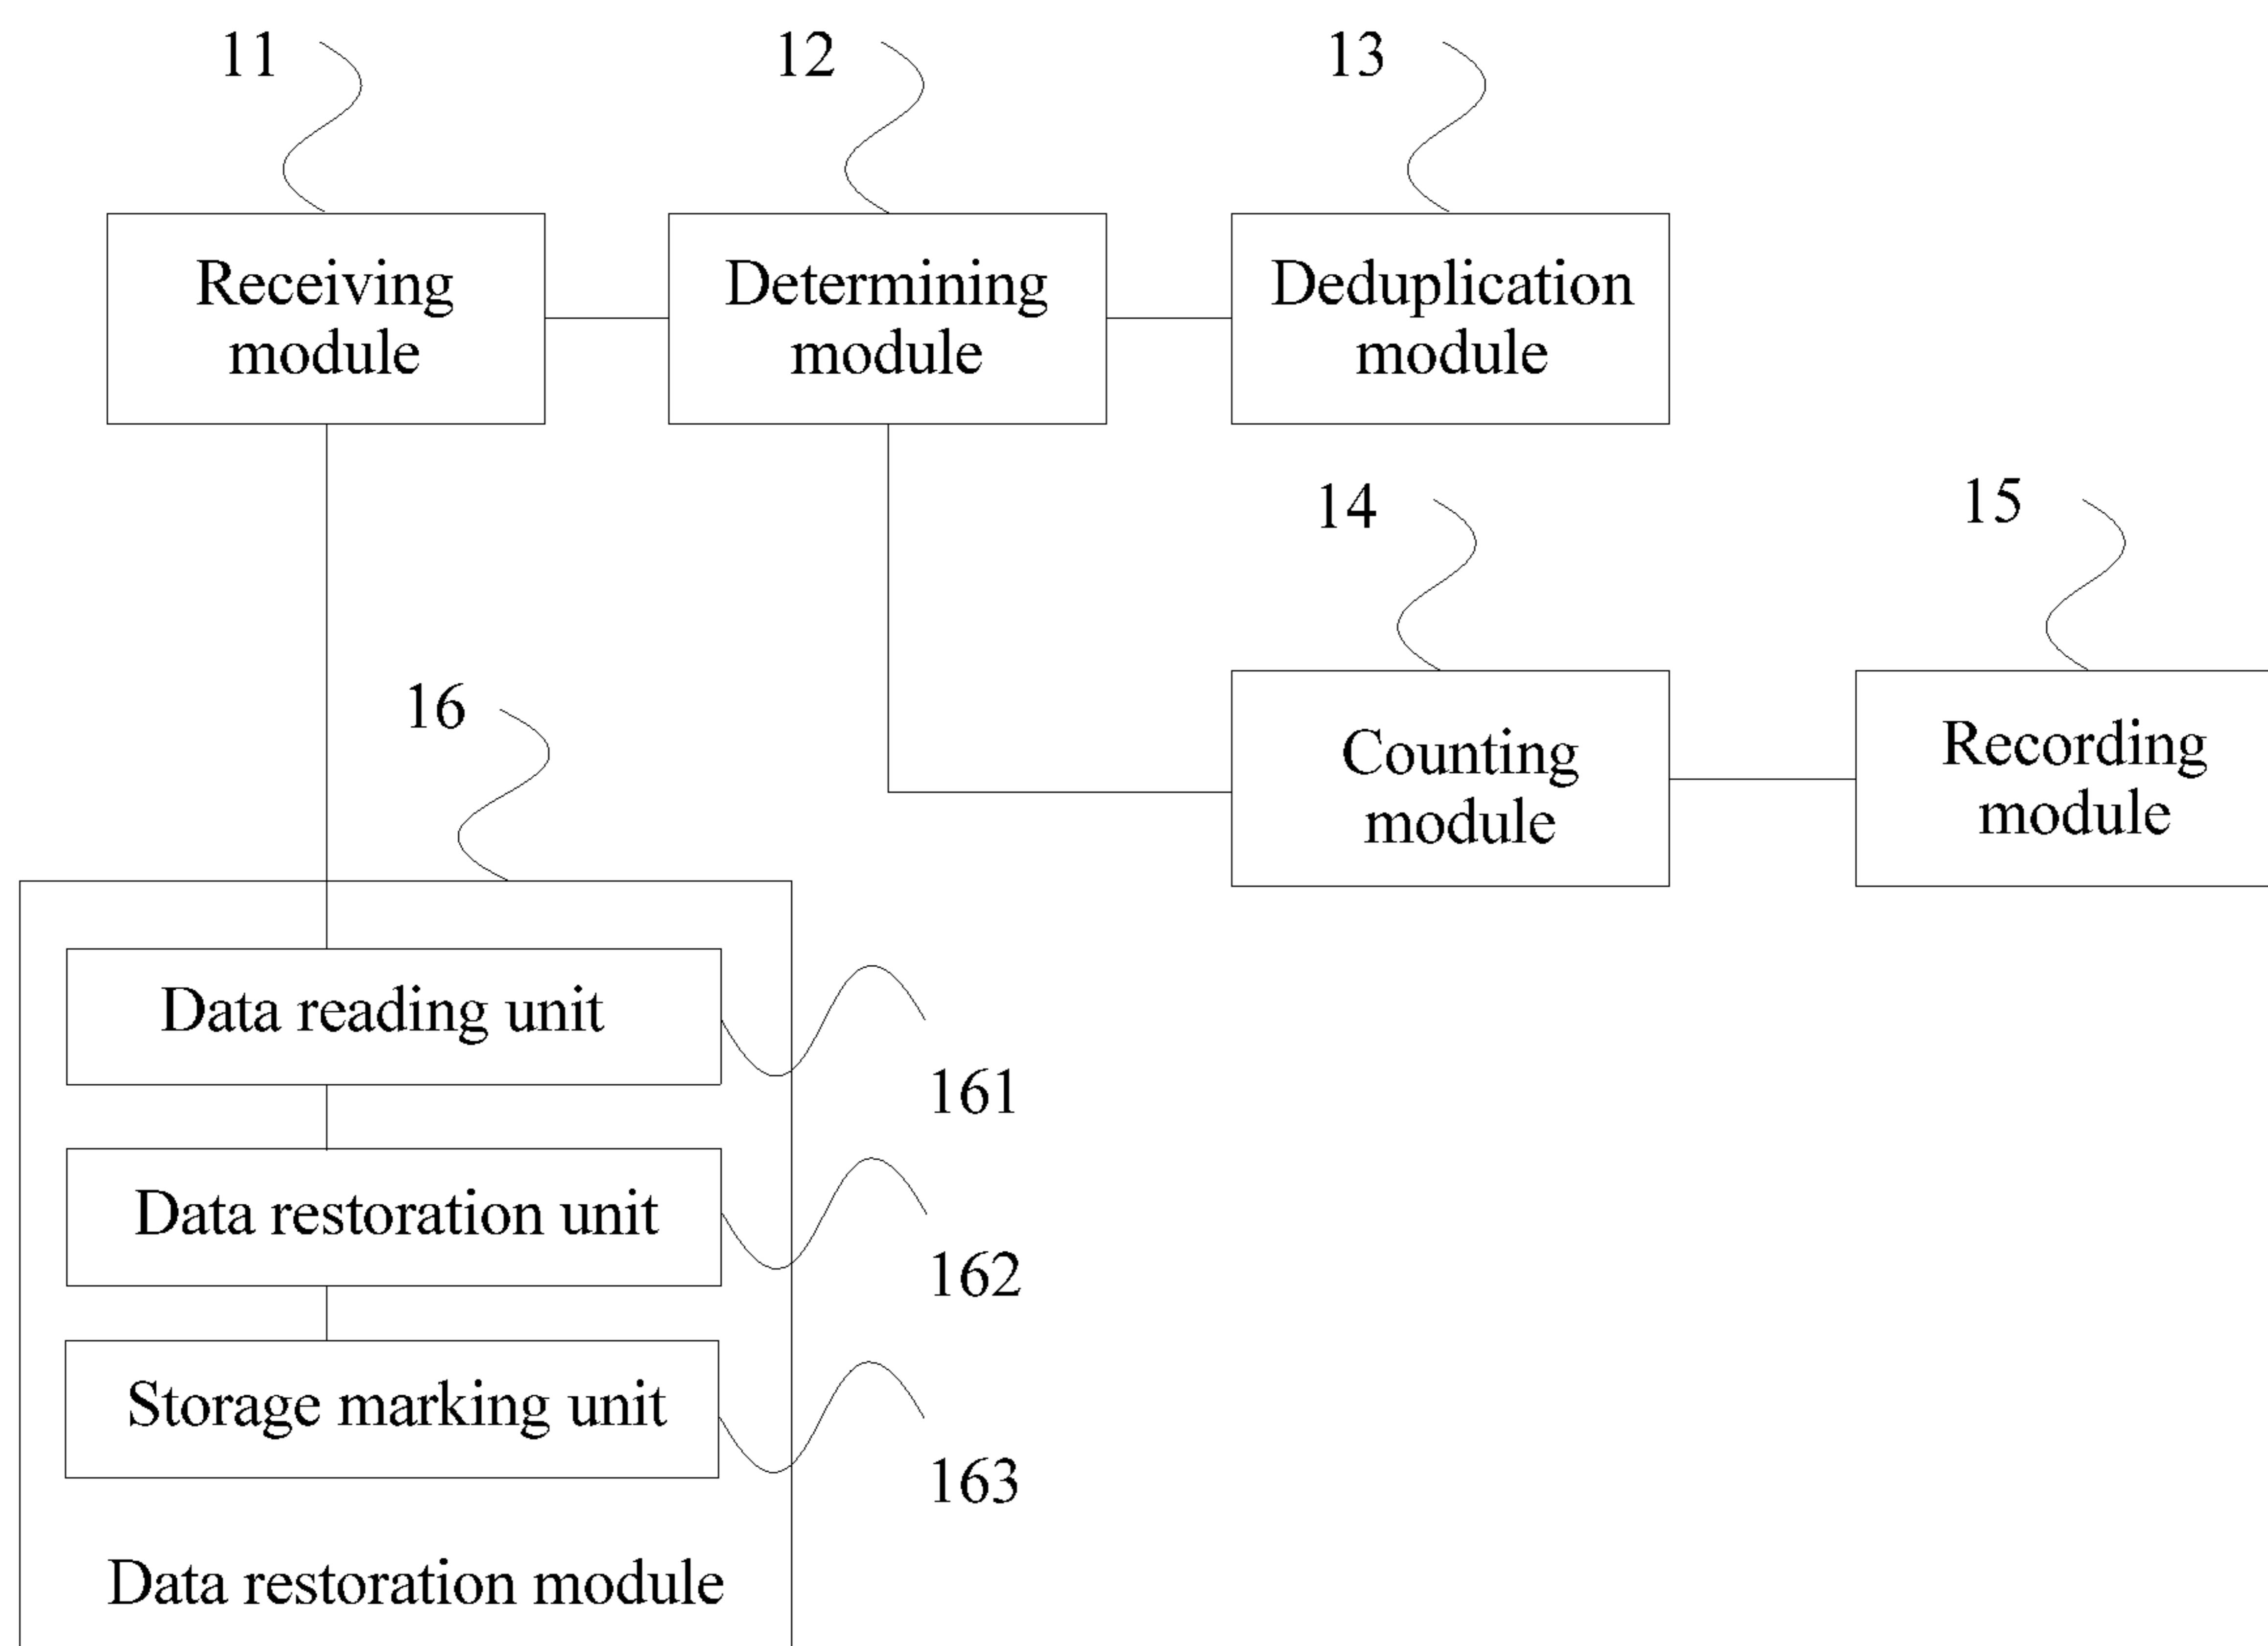 11
12
13
Receiving
module
Determining
module
Deduplication
module
14
15
Counting
module
Recording
module
16
Data reading unit
161
Data restoration unit
162
Storage marking unit
163
Data restoration module